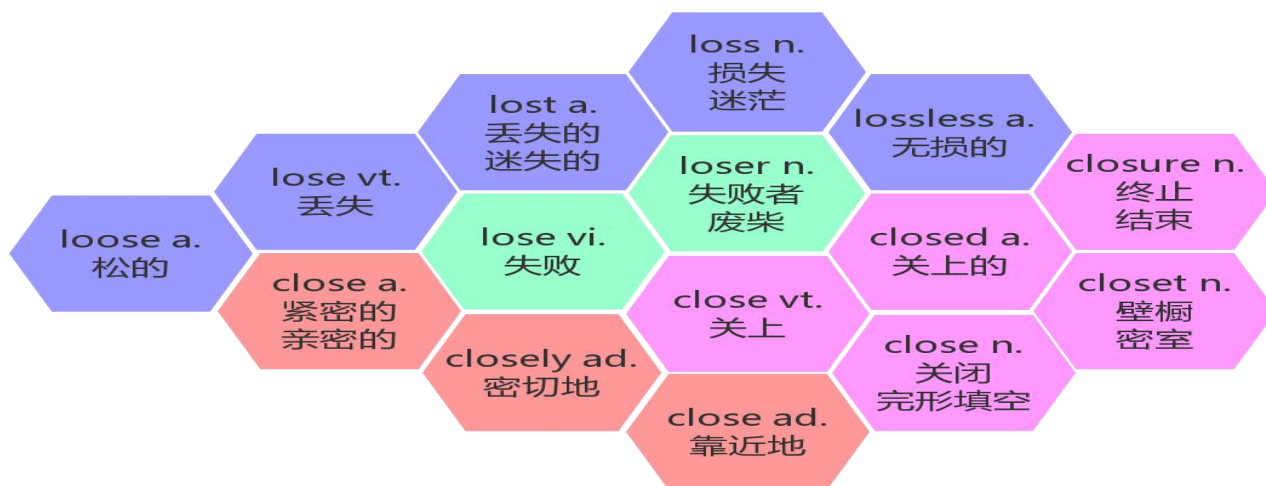 loss n.
损失
迷茫
lost a.
丢失的
迷失的
lossless a.
无损的
lose vt.
丢失
loser n.
失败者
废柴
closure n.
终止
结束
loose a.
松的
lose vi.
失败
closed a.
关上的
close a.
紧密的
亲密的
close vt.
关上
closet n.
壁橱
密室
closely ad.
密切地
close n.
关闭
完形填空
close ad.
靠近地